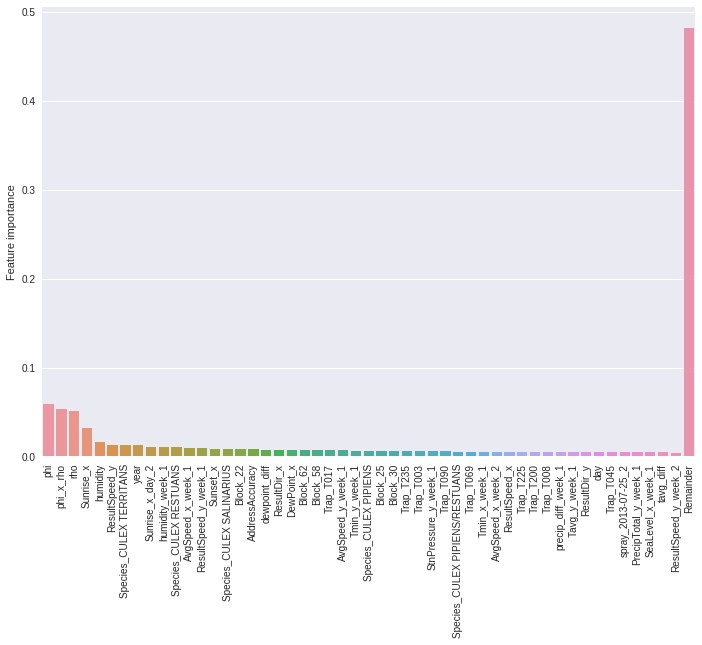 0.5
0.4
0.3
0.2
0.1
0.0
Feature importance
phi
phi_x_rho
rho
Sunrise_x
humidity
ResultSpeed_y
Species_CULEX TERRITANS
year
Sunrise_x_day_2
humidity_week_1
Species_CULEX RESTUANS
AvgSpeed_x_week_1
ResultSpeed_y_week_1
Sunset_x
Species_CULEX SALINARIUS
Block_22
AddressAccuracy
dewpoint_diff
ResultDir_x
DewPoint_x
Block_62
Block_58
Trap_T017
AvgSpeed_y_week_1
Tmin_y_week_1
Species_CULEX PIPIENS
Block_25
Block_30
Trap_T235
Trap_T003
StnPressure_y_week_1
Trap_T090
Species_CULEX PIPIENS/RESTUANS
Trap_T069
Tmin_x_week_1
AvgSpeed_x_week_2
ResultSpeed_x
Trap_T225
Trap_T200
Trap_T008
precip_diff_week_1
Tavg_y_week_1
ResultDir_y
day
Trap_T045
spray_2013-07-25_2
PrecipTotal_y_week_1
SeaLevel_x_week_1
tavg_diff
ResultSpeed_y_week_2
Remainder